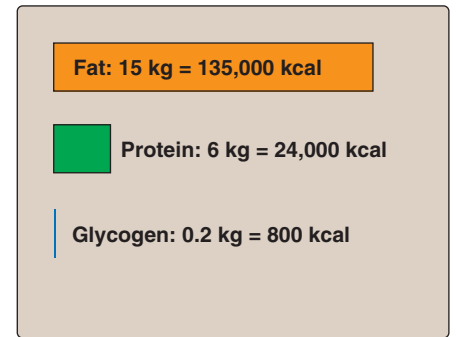 Fat: 15 kg = 135,000 kcal
Protein: 6 kg = 24,000 kcal
Glycogen: 0.2 kg = 800 kcal